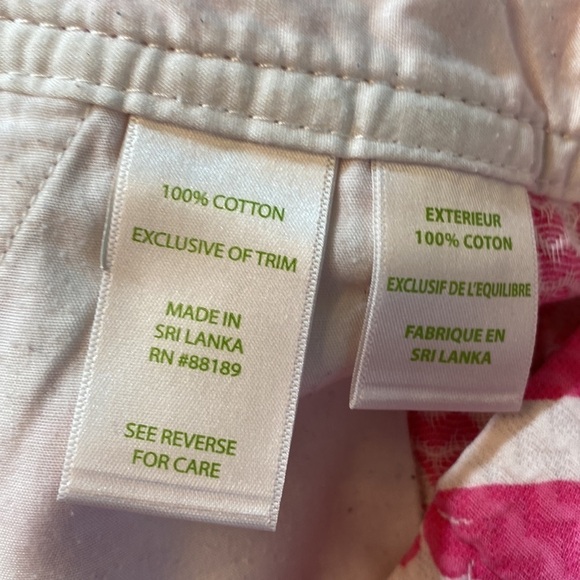 100% COTTON
EXCLUSIVE OF TRIM
MADE IN
SRI LANKA
RN #88189
SEE REVERSE
FOR CARE
EXTERIEUR
100% COTON
EXCLUSIF DE L'EQUILIBRE
FABRIQUE EN
SRI LANKA